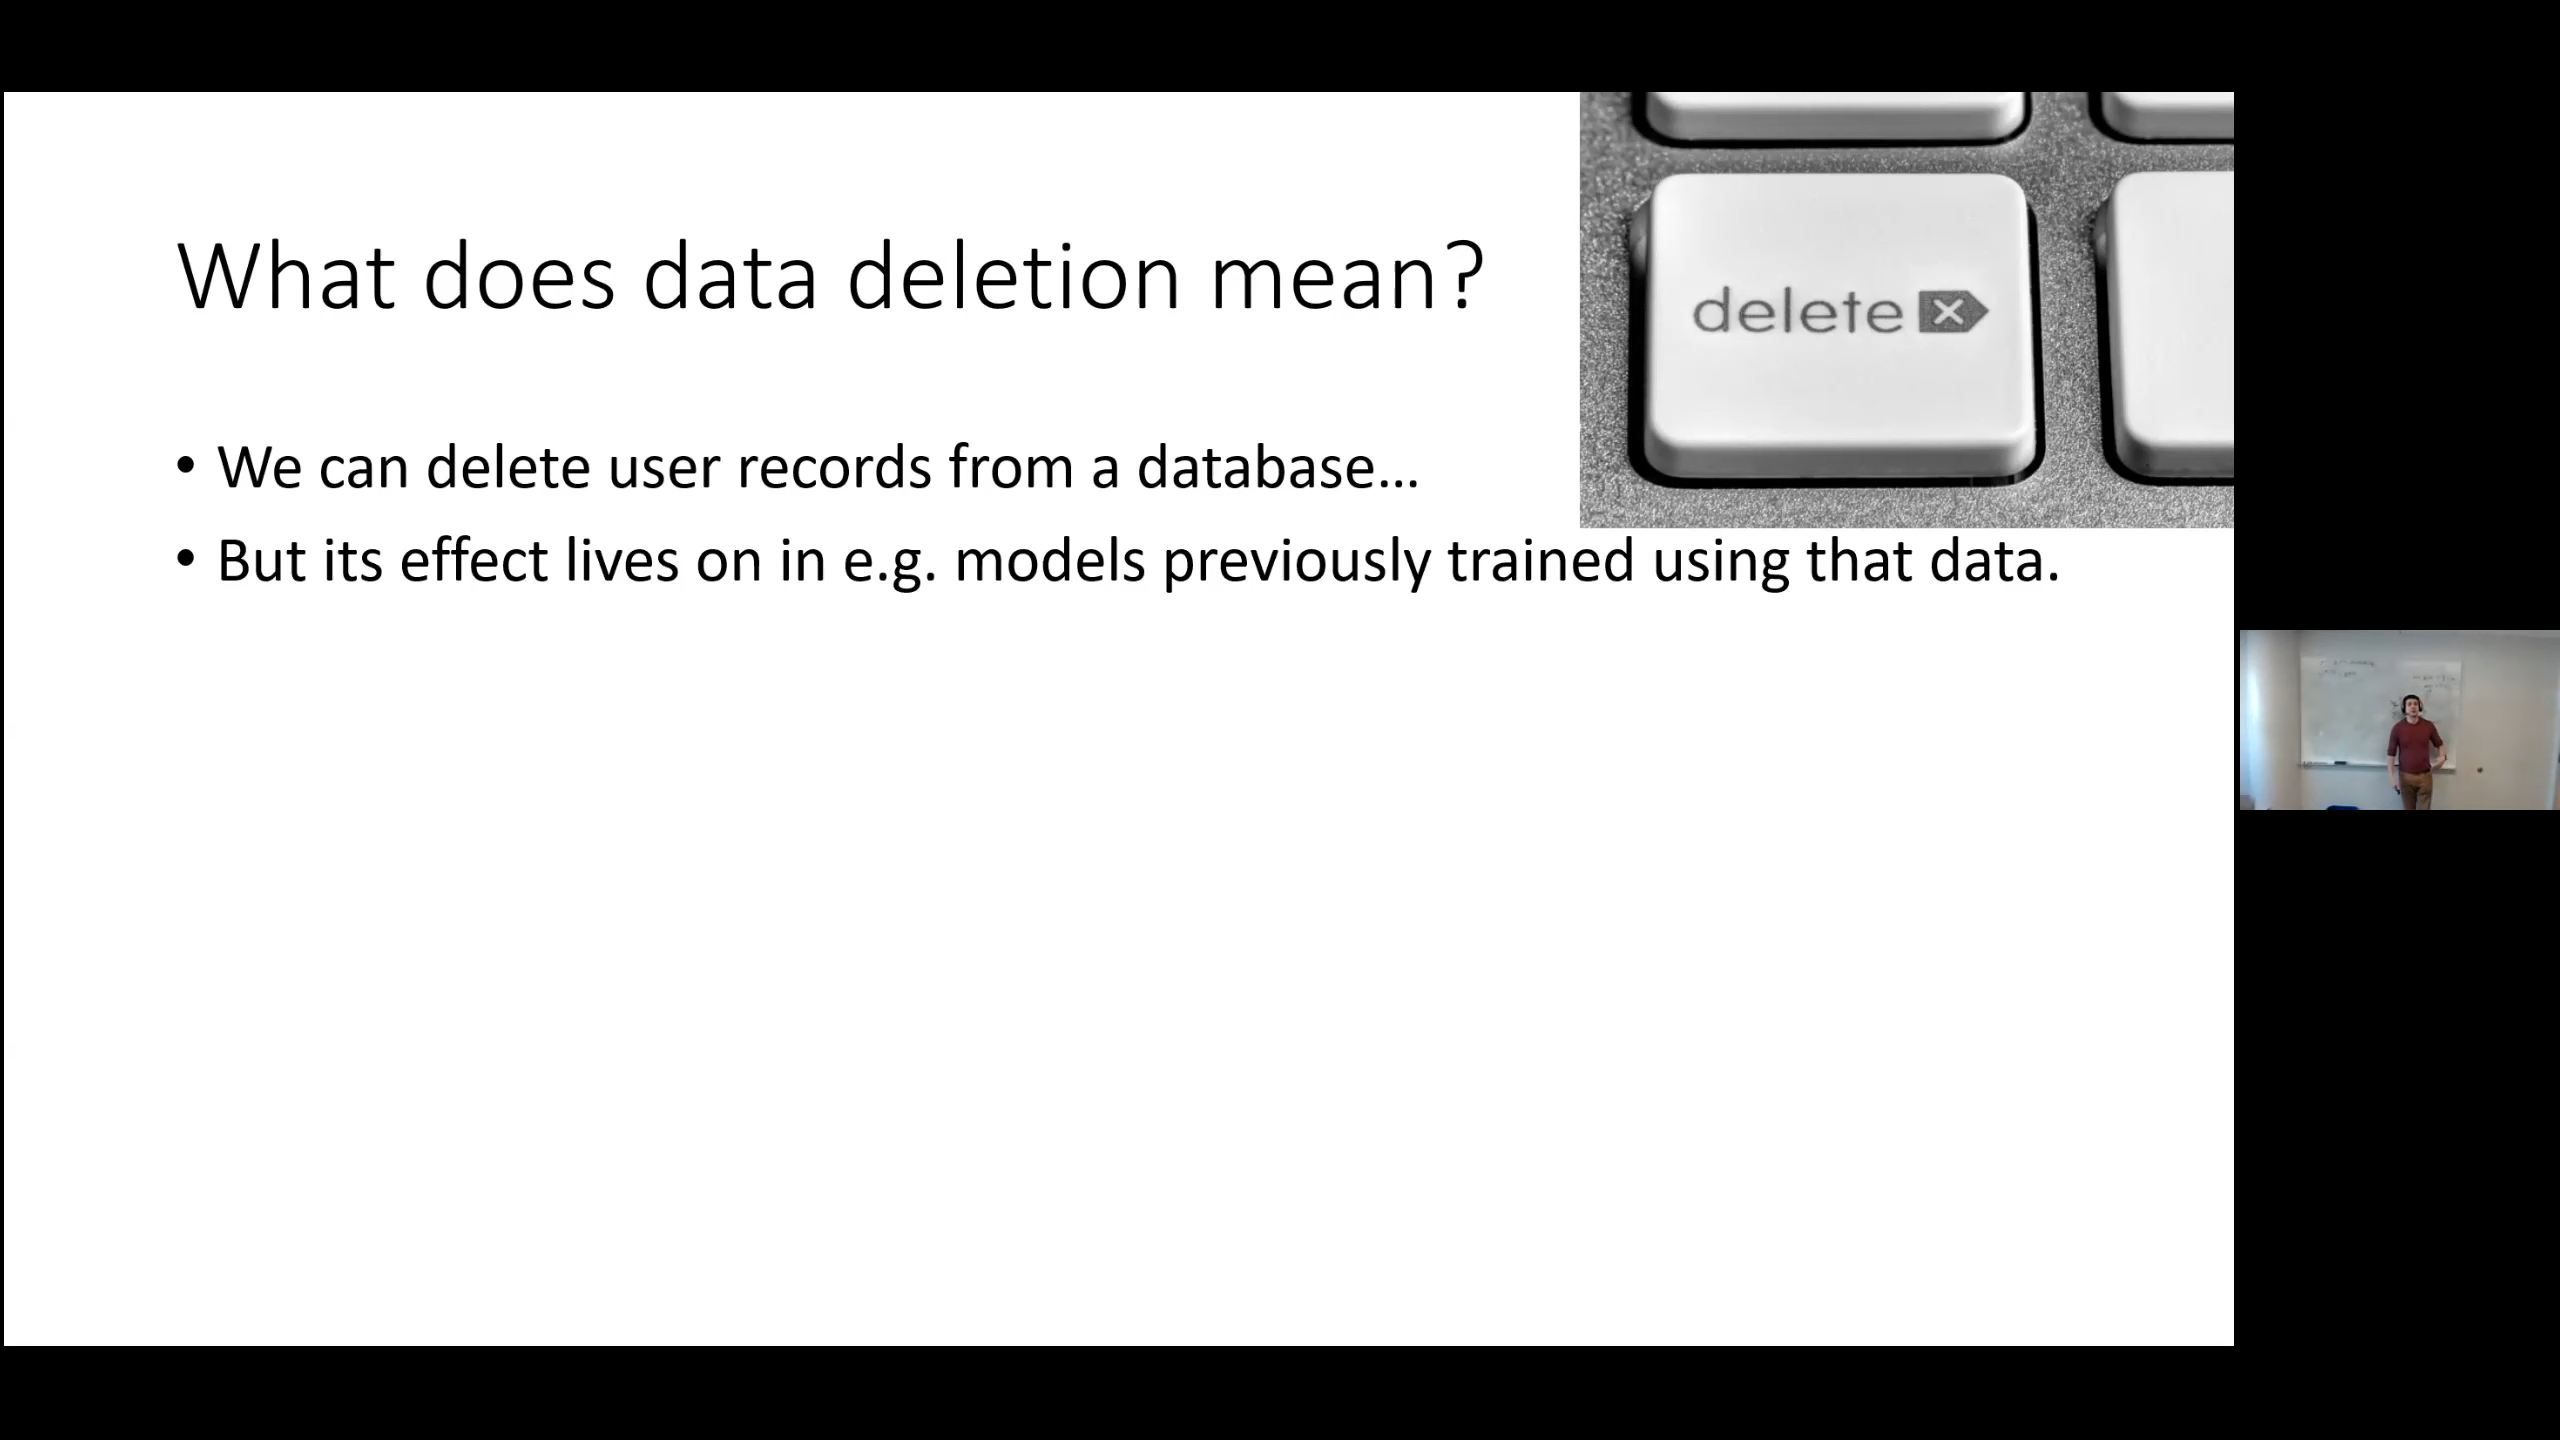 What does data deletion mean?
delete
• We can delete user records from a database...
• But its effect lives on in e.g. models previously trained using that data.